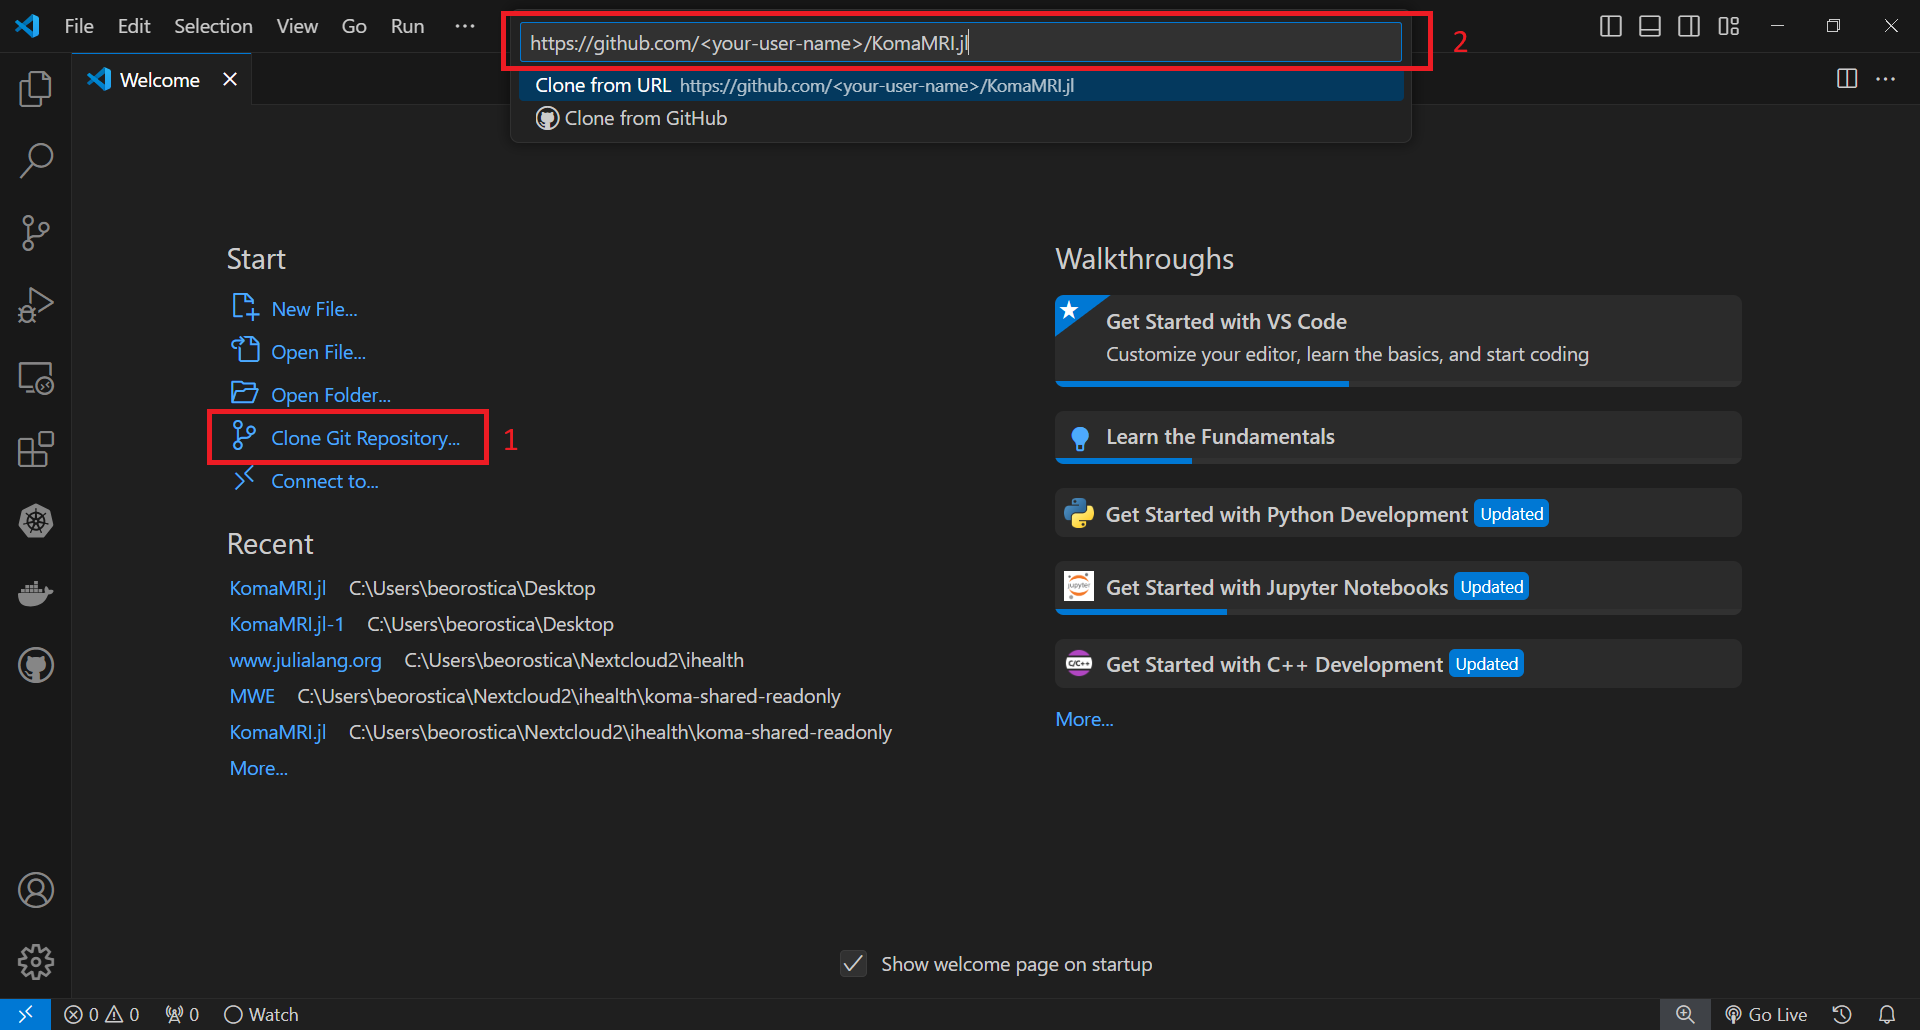 File Edit Selection View Go Run ···
https://github.com/<your-user-name>/KomaMRI.jl
2
Welcome
Clone from URL https://github.com/<your-user-name>/KomaMRI.jl
Clone from GitHub
Start
New File...
Open File...
Open Folder...
Clone Git Repository...
1
Connect to...
Recent
KomaMRI.jl C:\Users\beorostica\Desktop
KomaMRI.jl-1 C:\Users\beorostica\Desktop
www.julialang.org C:\Users\beorostica\Nextcloud2\ihealth
MWE C:\Users\beorostica\Nextcloud2\ihealth\koma-shared-readonly
KomaMRI.jl C:\Users\beorostica\Nextcloud2\ihealth\koma-shared-readonly
More...
Walkthroughs
Get Started with VS Code
Customize your editor, learn the basics, and start coding
Learn the Fundamentals
Get Started with Python Development Updated
jupyter
Get Started with Jupyter Notebooks Updated
C/C++
Get Started with C++ Development Updated
More...
Show welcome page on startup
0 0 0 Watch
Go Live